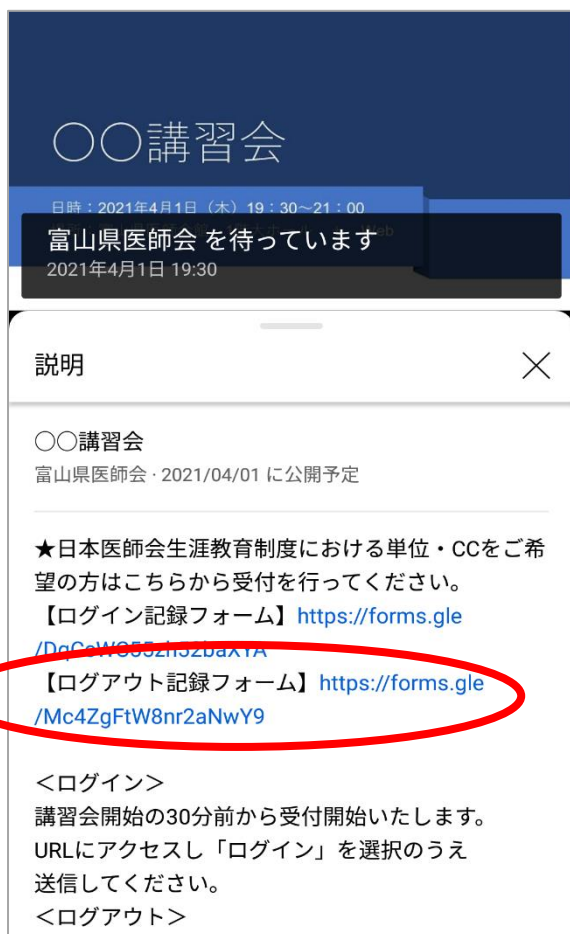 〇〇講習会
日時：2021年4月1日（木）19：30～21：00
富山県医師会 を待っています
Web
2021年4月1日 19:30
説明
〇〇講習会
富山県医師会 · 2021/04/01 に公開予定
★日本医師会生涯教育制度における単位・CCをご希
望の方はこちらから受付を行ってください。
【ログイン記録フォーム】https://forms.gle
【ログアウト記録フォーム】https://forms.gle
/Mc4ZgFtW8nr2aNwY9
＜ログイン＞
講習会開始の30分前から受付開始いたします。
URLにアクセスし「ログイン」を選択のうえ
送信してください。
＜ログアウト＞